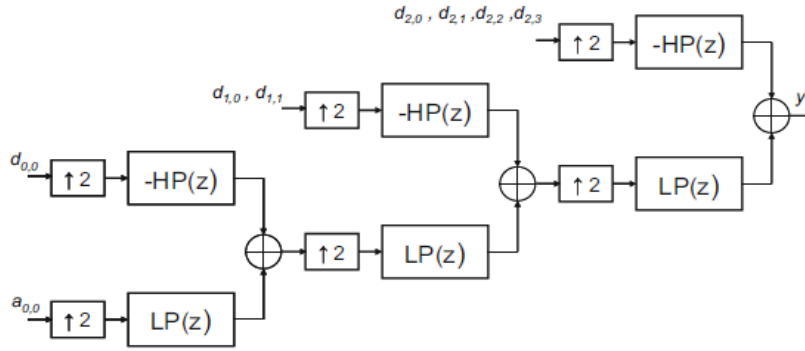 d2,0 , d2,1 ,d2,2 ,d2,3
↑ 2
-HP(z)
d1,0 , d1,1
↑ 2
-HP(z)
y
d0,0
↑ 2
-HP(z)
↑ 2
LP(z)
↑ 2
LP(z)
a0,0
↑ 2
LP(z)